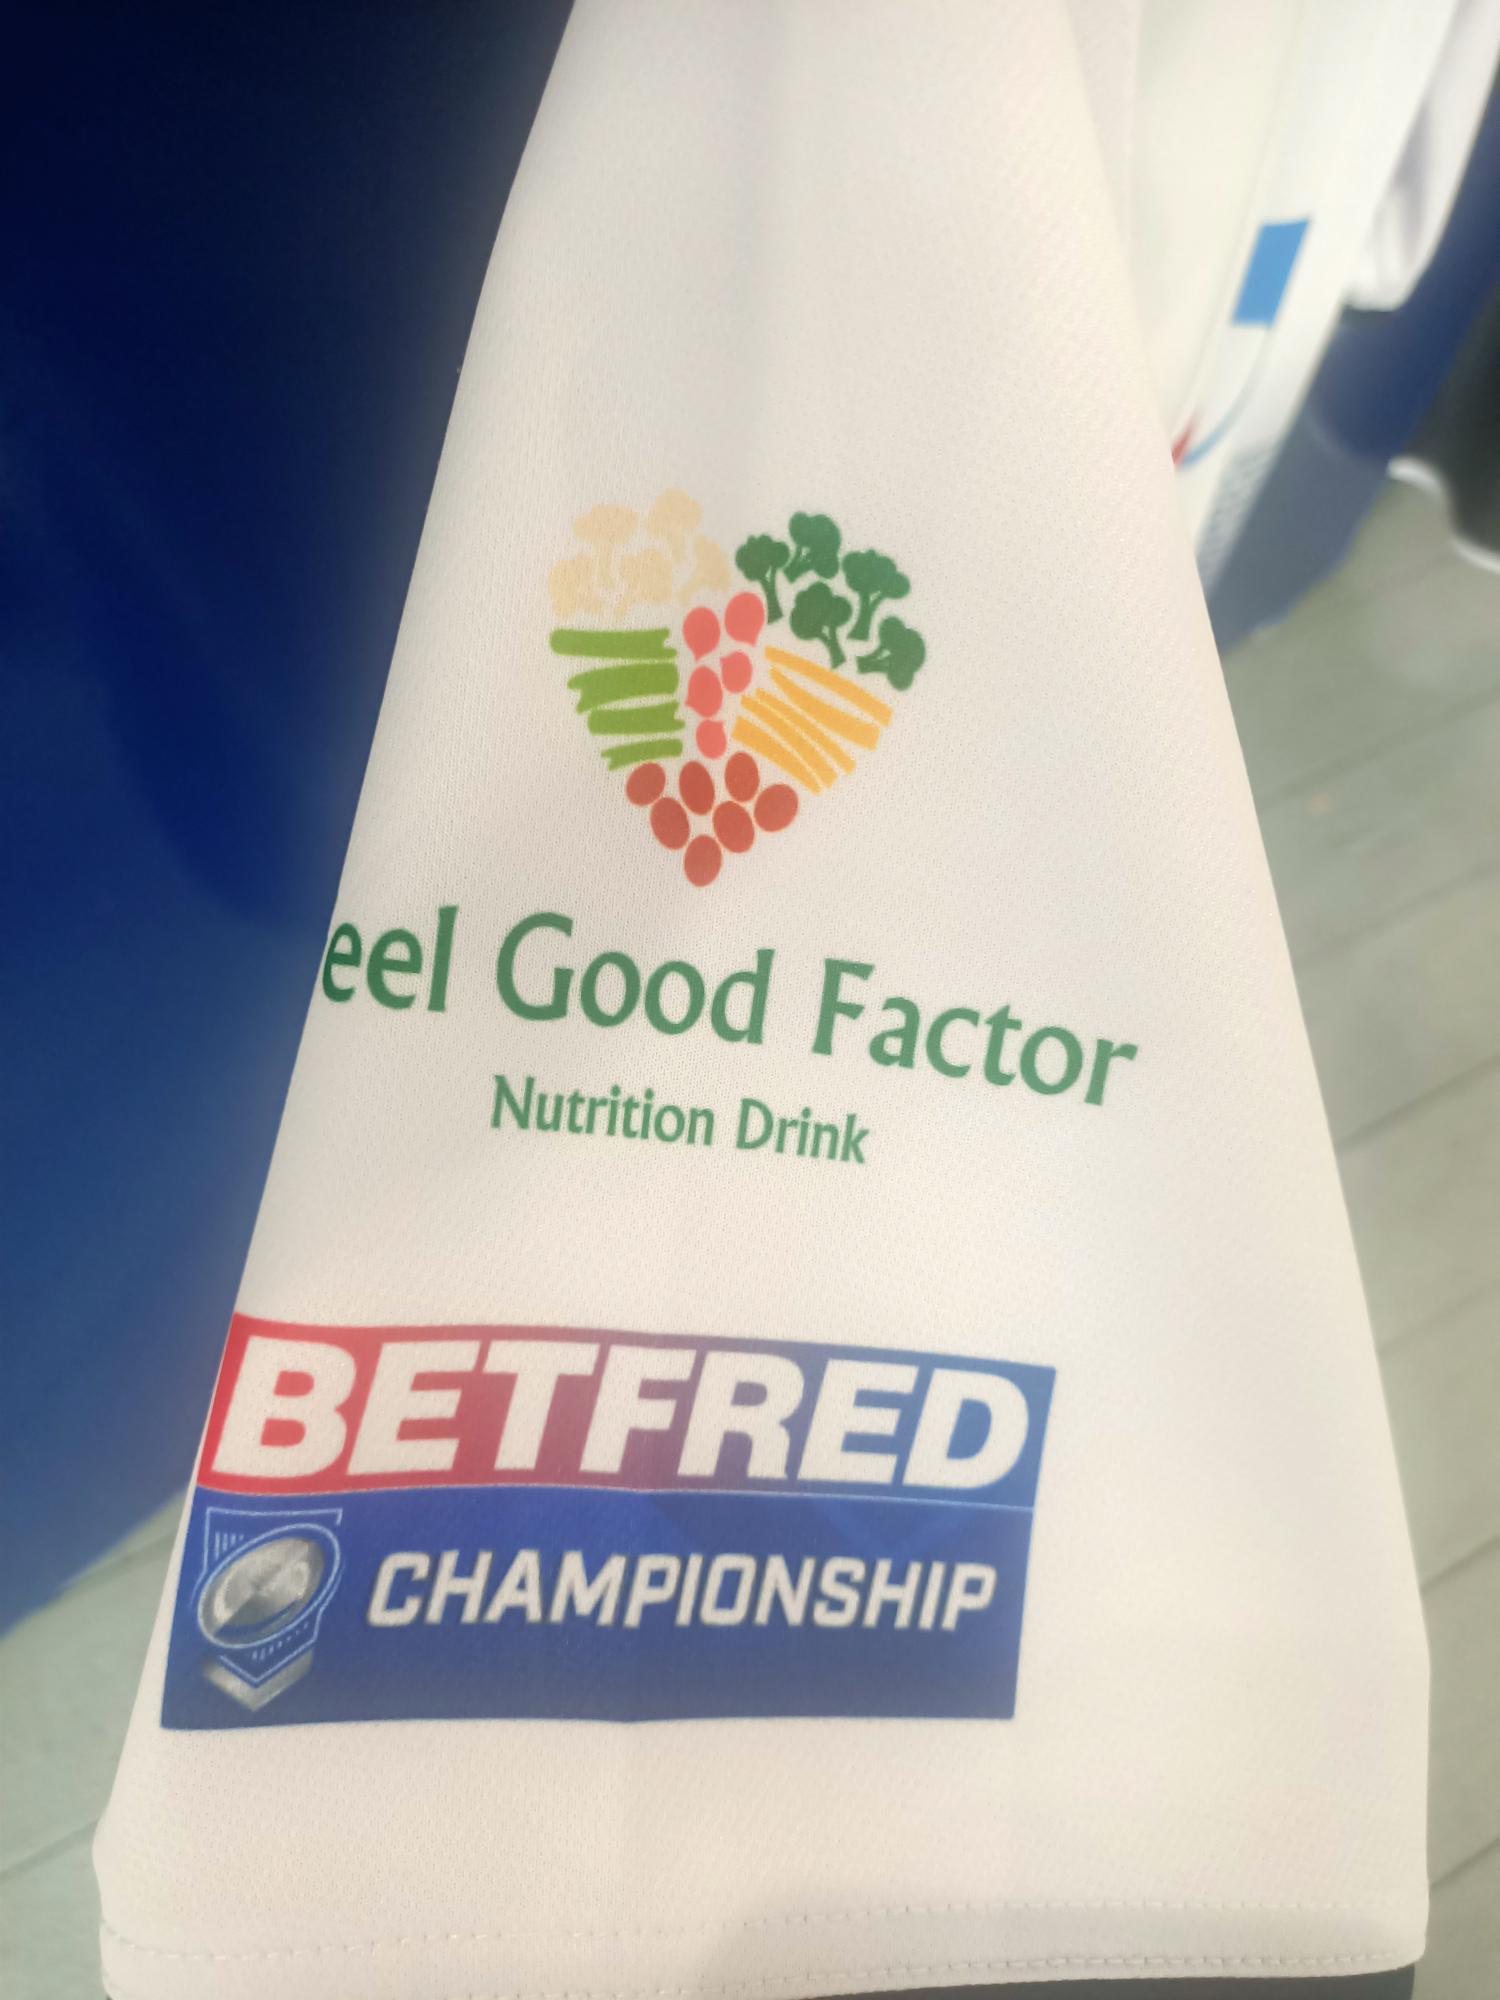 eel Good Factor
Nutrition Drink
BETFRED
CHAMPIONSHIP